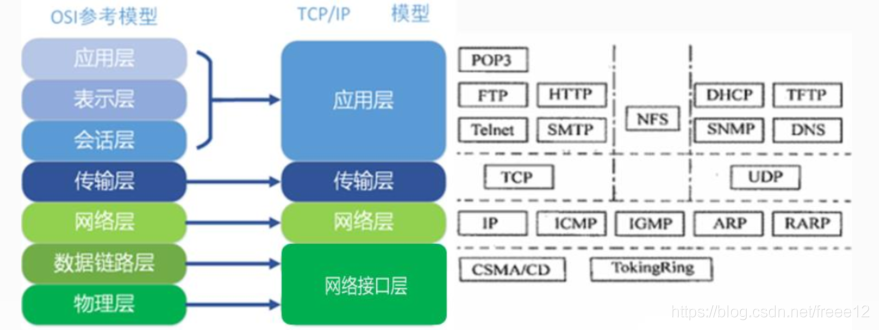 OSI参考模型
TCP/IP 模型
应用层
表示层
会话层
传输层
网络层
数据链路层
物理层
应用层
传输层
网络层
网络接口层
POP3
FTP HTTP NFS DHCP TFTP
Telnet SMTP SNMP DNS
TCP UDP
IP ICMP IGMP ARP RARP
CSMA/CD TokingRing
https://blog.csdn.net/freee12